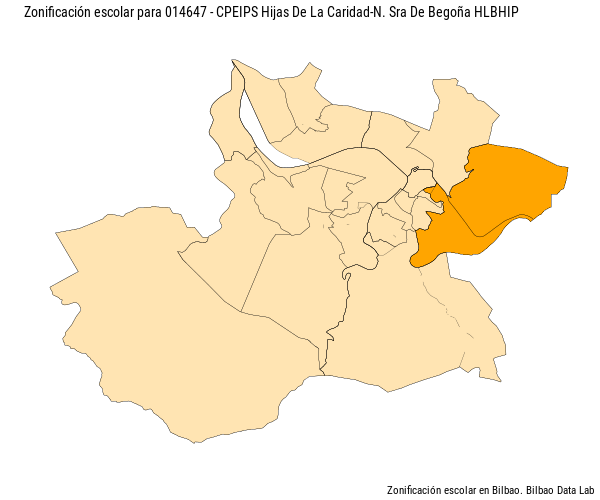 Zonificación escolar para 014647 - CPEIPS Hijas De La Caridad-N. Sra De Begoña HLBHIP
Zonificación escolar en Bilbao. Bilbao Data Lab